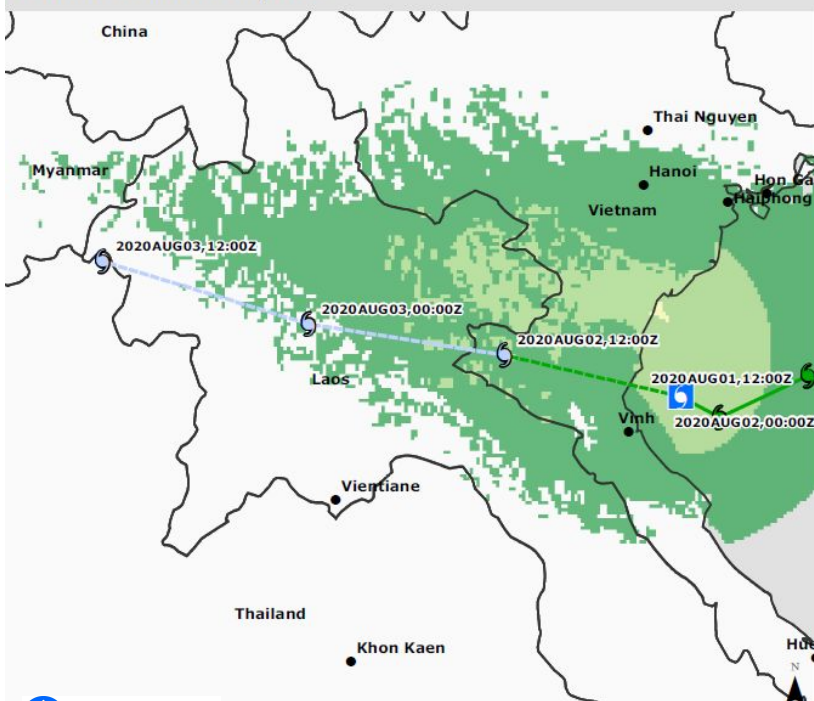 China
Thai Nguyen
Myanmar
Hanoi
Hon Ga
Haiphong
Vietnam
2020AUG03,12:00Z
2020AUG03,00:00Z
2020AUG02,12:00Z
Laos
2020AUG01,12:00Z
2020AUG02,00:00Z
Vinh
Vientiane
Thailand
Khon Kaen
Hue
N